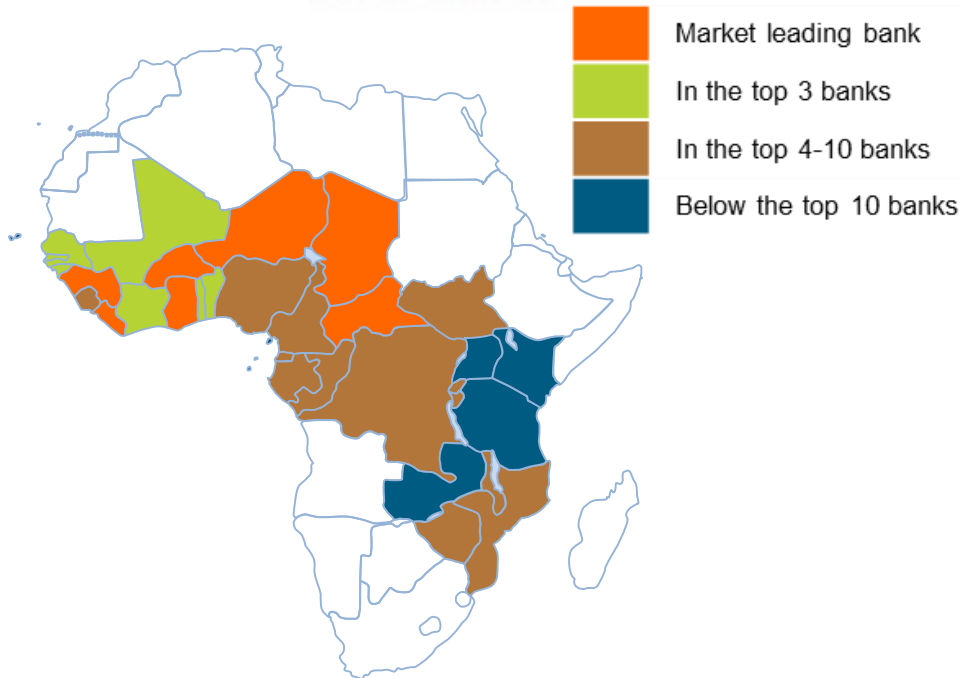 Market leading bank
In the top 3 banks
In the top 4-10 banks
Below the top 10 banks